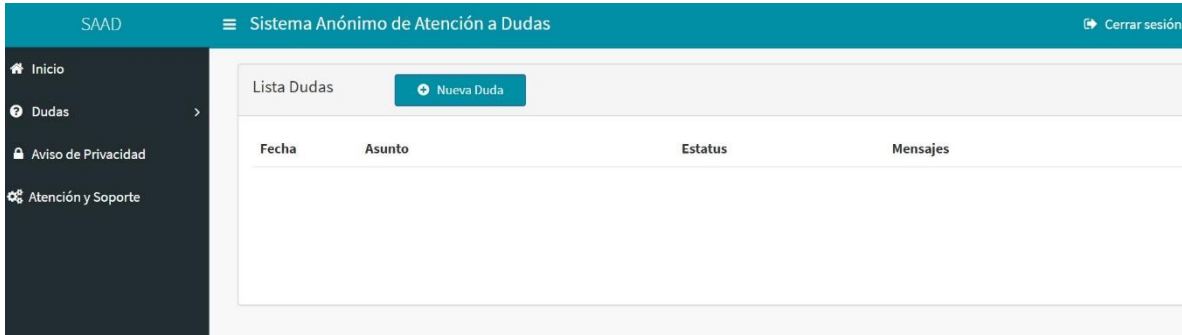 SAAD
Sistema Anónimo de Atención a Dudas
Cerrar sesión
Inicio
Dudas
Aviso de Privacidad
Atención y Soporte
Lista Dudas
Nueva Duda
Fecha Asunto Estatus Mensajes